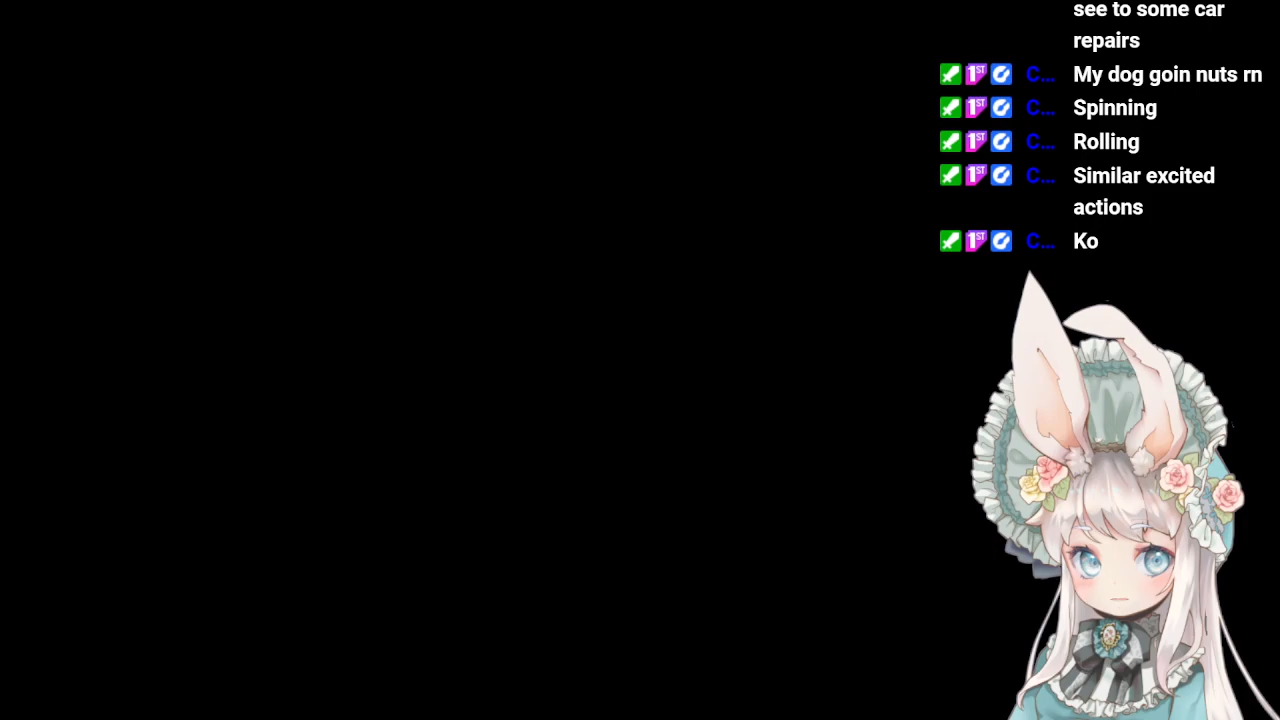 see to some car
repairs
C... My dog goin nuts rn
C... Spinning
C... Rolling
C... Similar excited
actions
C... Ko